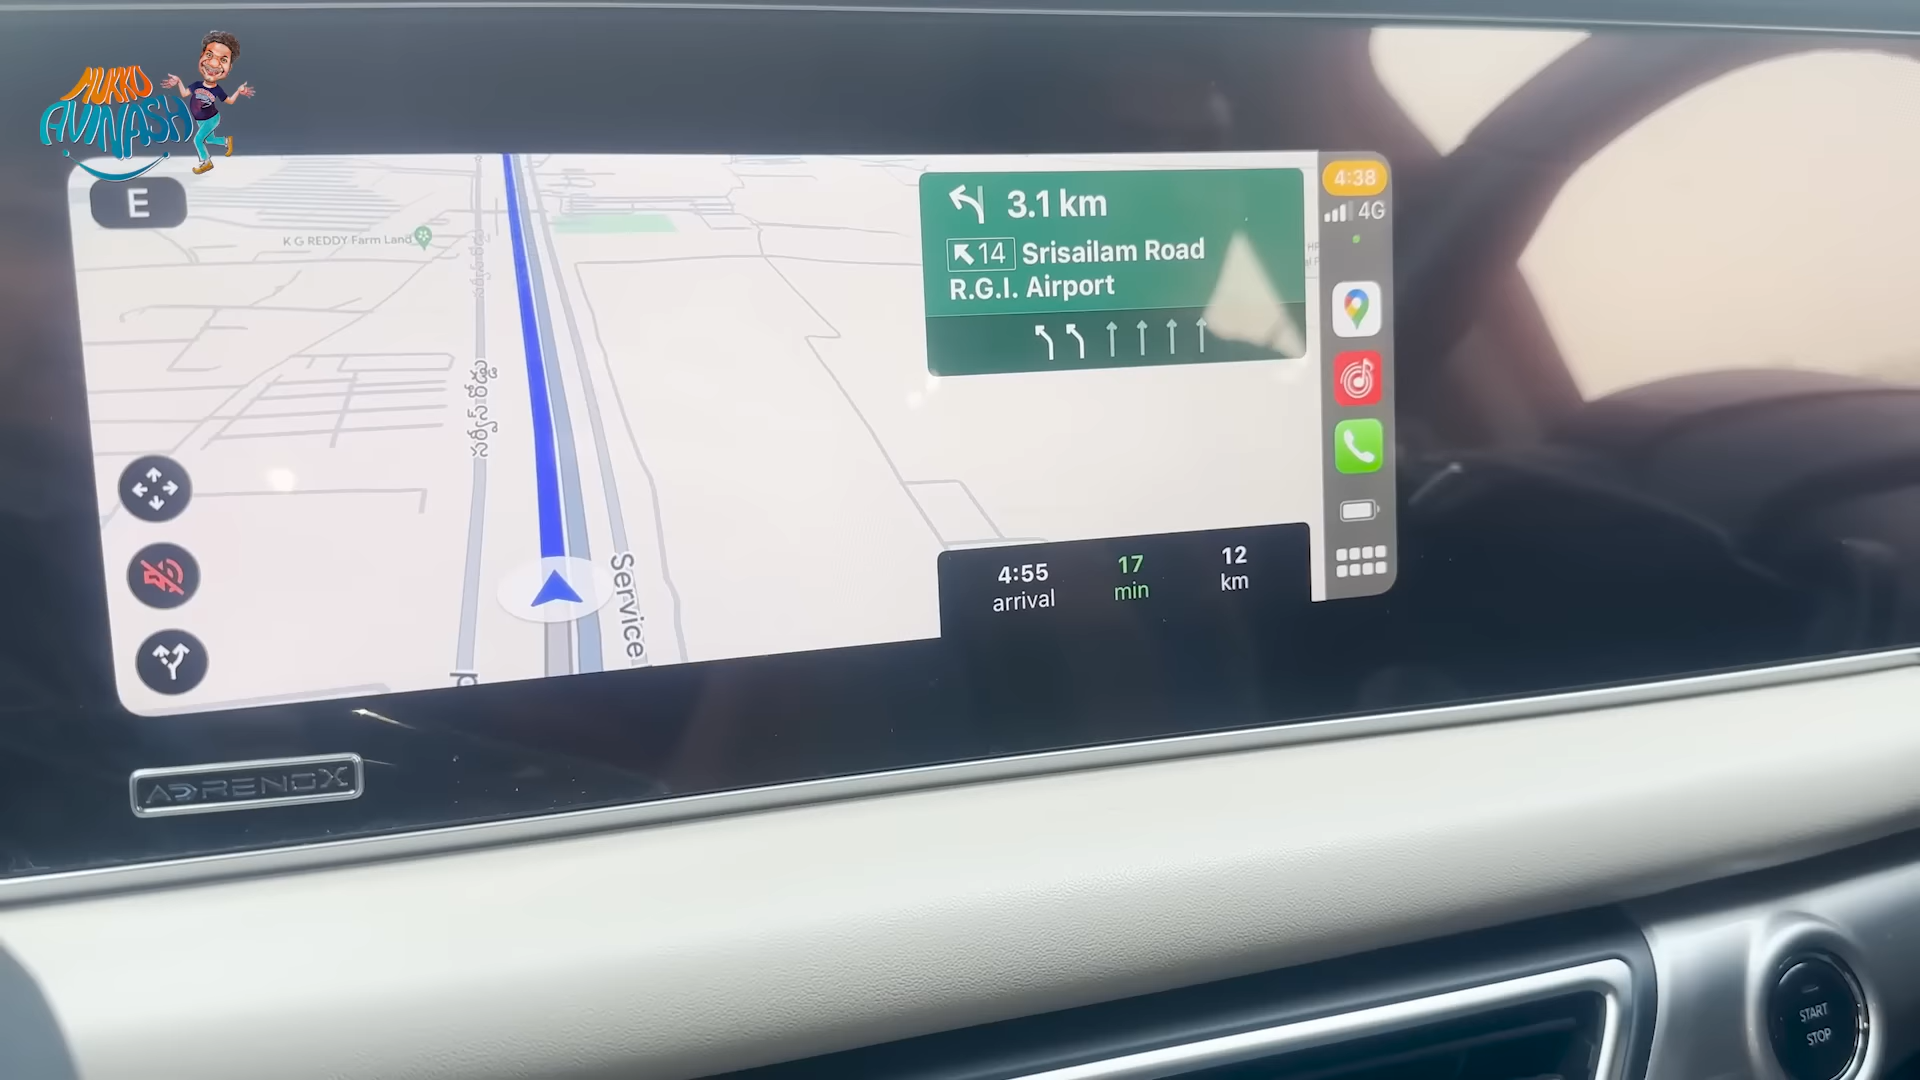 MUKKU
AVINASH
E
K G REDDY Farm Land
సర్వీస్ రోడ్డు
Service
3.1 km
14 Srisailam Road
R.G.I. Airport
4:38
4G
4:55
arrival
17
min
12
km
ADRENOX
START
STOP